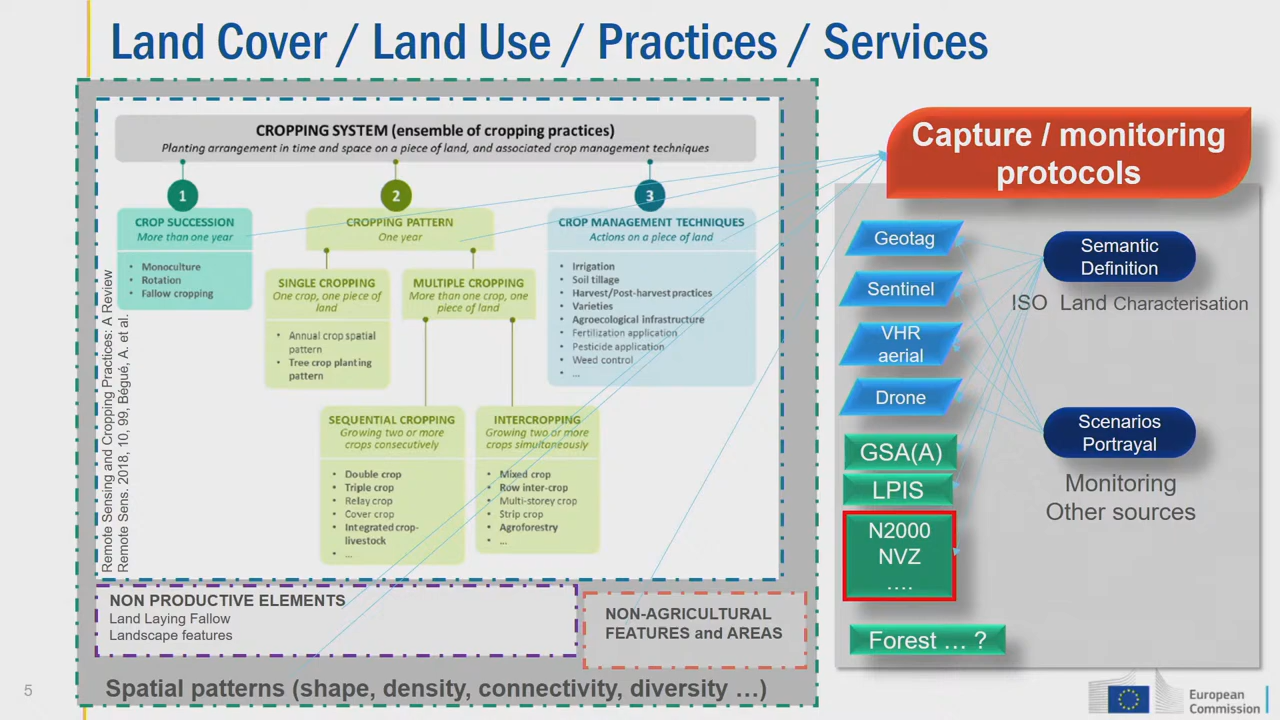 Land Cover / Land Use / Practices / Services
CROPPING SYSTEM (ensemble of cropping practices)
Planting arrangement in time and space on a piece of land, and associated crop management techniques
1
CROP SUCCESSION
More than one year
• Monoculture
• Rotation
• Fallow cropping
2
CROPPING PATTERN
One year
SINGLE CROPPING
One crop, one piece of
land
• Annual crop spatial
pattern
• Tree crop planting
pattern
MULTIPLE CROPPING
More than one crop, one
piece of land
SEQUENTIAL CROPPING
Growing two or more
crops consecutively
• Double crop
• Triple crop
• Relay crop
• Cover crop
• Integrated crop-
livestock
• ...
INTERCROPPING
Growing two or more
crops simultaneously
• Mixed crop
• Row inter-crop
• Multi-storey crop
• Strip crop
• Agroforestry
• ...
3
CROP MANAGEMENT TECHNIQUES
Actions on a piece of land
• Irrigation
• Soil tillage
• Harvest/Post-harvest practices
• Varieties
• Agroecological infrastructure
• Fertilization application
• Pesticide application
• Weed control
• ...
Remote Sensing and Cropping Practices: A Review
Remote Sens. 2018, 10, 99, Bégué, A. et al.
NON PRODUCTIVE ELEMENTS
Land Laying Fallow
Landscape features
NON-AGRICULTURAL
FEATURES and AREAS
Spatial patterns (shape, density, connectivity, diversity ...)
Capture / monitoring
protocols
Geotag
Sentinel
VHR
aerial
Drone
GSA(A)
LPIS
N2000
NVZ
....
Forest ... ?
Semantic
Definition
ISO Land Characterisation
Scenarios
Portrayal
Monitoring
Other sources
5
European
Commission